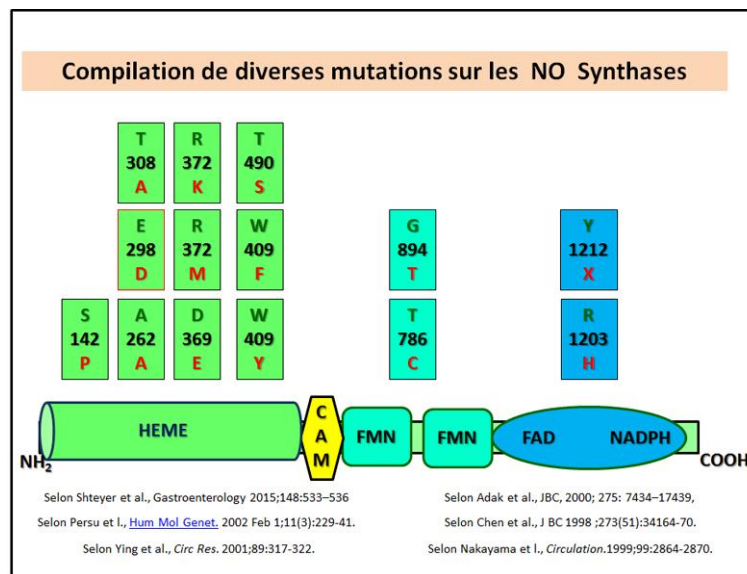 Compilation de diverses mutations sur les NO Synthases
T R T
308 372 490
A K S
E R W G Y
298 372 409 894 1212
D M F T X
S A D W T R
142 262 369 409 786 1203
P A E Y C H
HEME
C
A
M
FMN
FMN
FAD NADPH
NH2
COOH
Selon Shteyer et al., Gastroenterology 2015;148:533–536
Selon Persu et l., Hum Mol Genet. 2002 Feb 1;11(3):229-41.
Selon Ying et al., Circ Res. 2001;89:317-322.
Selon Adak et al., JBC, 2000; 275: 7434–17439,
Selon Chen et al., J BC 1998 ;273(51):34164-70.
Selon Nakayama et l., Circulation.1999;99:2864-2870.